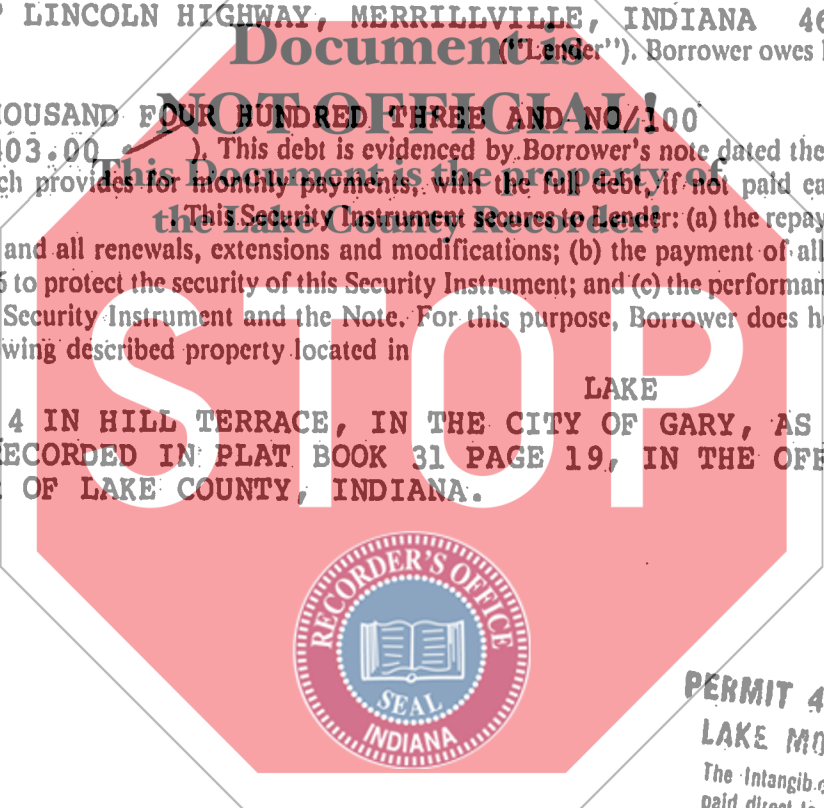 LINCOLN HIGHWAY, MERRILLVILLE, INDIANA 46
Document is
("Lender"). Borrower owes
NOT OFFICIAL!
OUSAND FOUR HUNDRED THREE AND NO/100
403.00 ). This debt is evidenced by Borrower's note dated the
This Document is the property of
ch provides for monthly payments, with the full debt, if not paid ea
the Lake County Recorder!
. This Security Instrument secures to Lender: (a) the repay
and all renewals, extensions and modifications; (b) the payment of all
to protect the security of this Security Instrument; and (c) the performan
Security Instrument and the Note. For this purpose, Borrower does he
wing described property located in
STOP
LAKE
4 IN HILL TERRACE, IN THE CITY OF GARY, AS
ECORDED IN PLAT BOOK 31 PAGE 19, IN THE OFF
OF LAKE COUNTY, INDIANA.
RECORDER'S OFFICE
SEAL
INDIANA
PERMIT 4
LAKE MO
The Intangib
paid direct